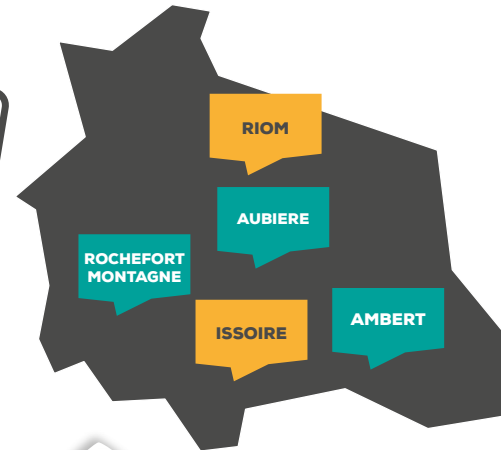 RIOM
AUBIERE
ROCHEFORT
MONTAGNE
ISSOIRE
AMBERT